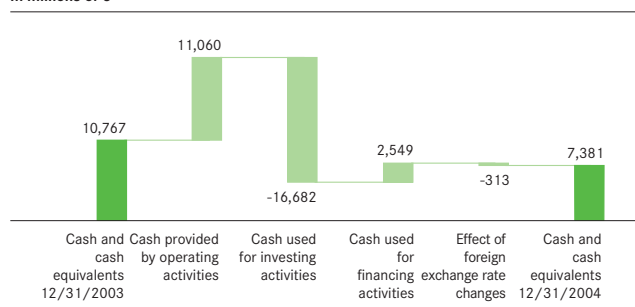 In millions of €
11,060
10,767
2,549
7,381
-16,682
-313
Cash and
cash
equivalents
12/31/2003
Cash provided
by operating
activities
Cash used
for investing
activities
Cash used
for
financing
activities
Effect of
foreign
exchange rate
changes
Cash and
cash
equivalents
12/31/2004